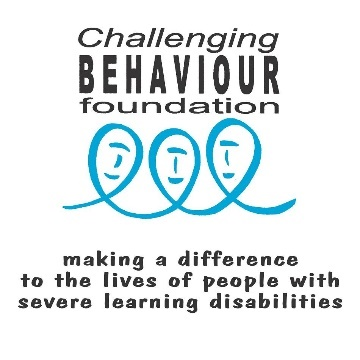 Challenging
BEHAVIOUR
foundation
making a difference
to the lives of people with
severe learning disabilities